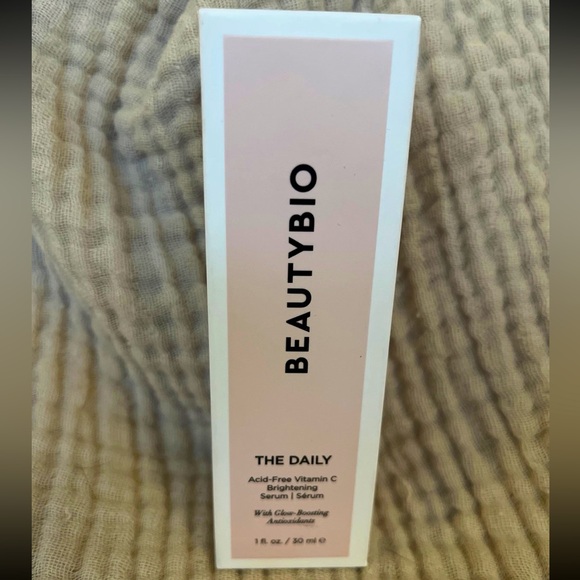 BEAUTYBIO
THE DAILY
Acid-Free Vitamin C
Brightening
Serum | Sérum
With Glow-Boosting
Antioxidants
1 fl. oz. / 30 ml ℮